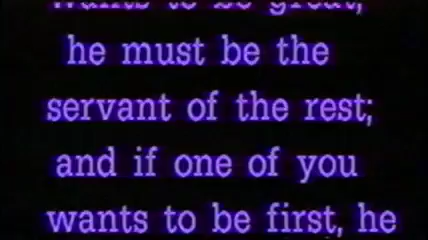 wants to be great,
he must be the
servant of the rest;
and if one of you
wants to be first, he